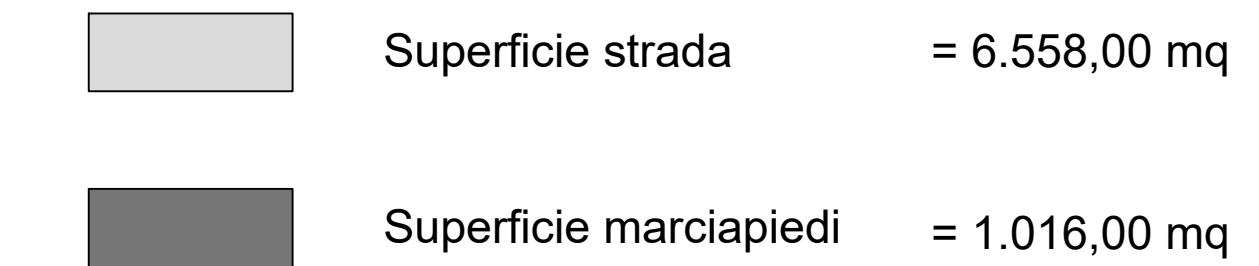 Superficie strada = 6.558,00 mq
Superficie marciapiedi = 1.016,00 mq